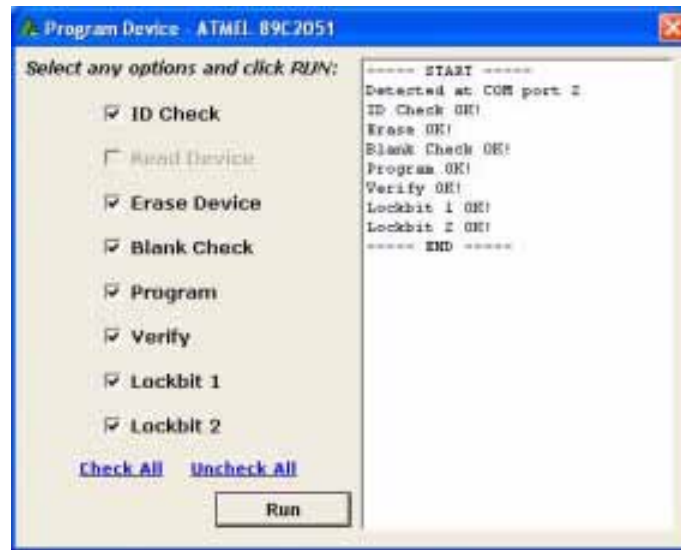 Program Device - ATMEL 89C2051
Select any options and click RUN:
ID Check
Read Device
Erase Device
Blank Check
Program
Verify
Lockbit 1
Lockbit 2
Check All Uncheck All
Run
----- START -----
Detected at COM port 2
ID Check OK!
Erase OK!
Blank Check OK!
Program OK!
Verify OK!
Lockbit 1 OK!
Lockbit 2 OK!
----- END -----